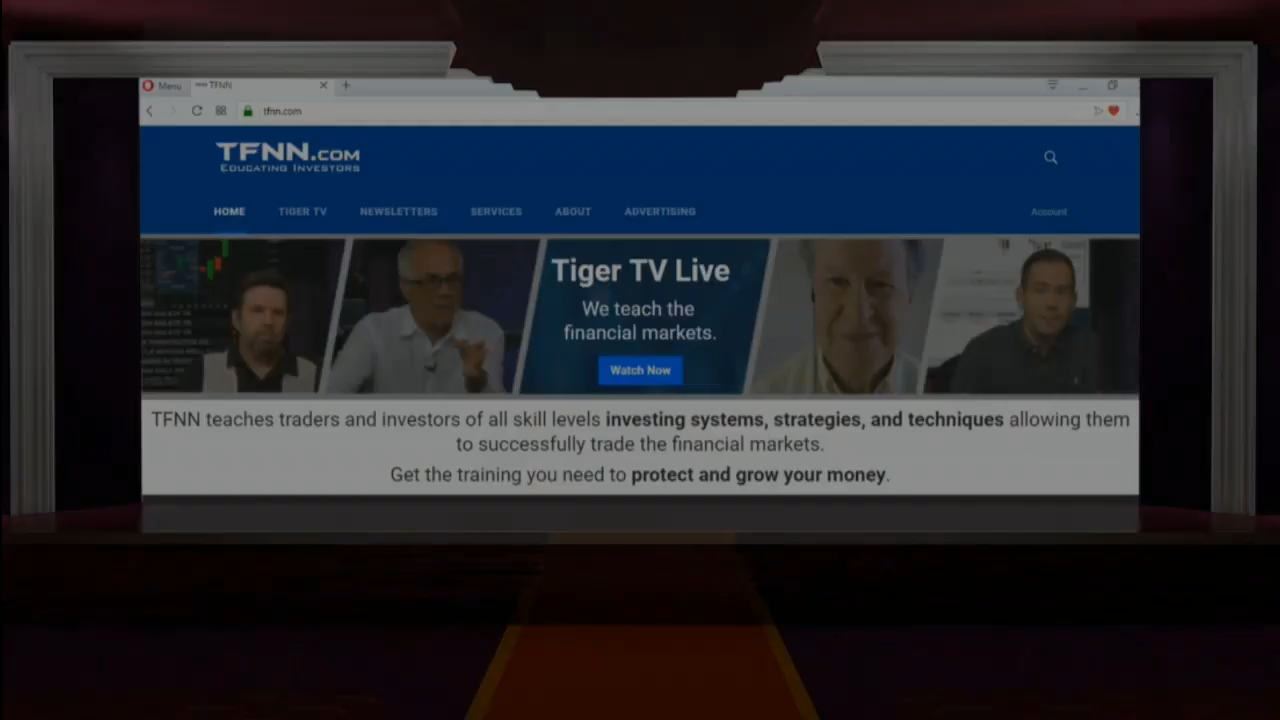 Menu
TFNN
tfnn.com
TFNN.COM
EDUCATING INVESTORS
HOME
TIGER TV
NEWSLETTERS
SERVICES
ABOUT
ADVERTISING
Account
Tiger TV Live
We teach the
financial markets.
Watch Now
TFNN teaches traders and investors of all skill levels investing systems, strategies, and techniques allowing them
to successfully trade the financial markets.
Get the training you need to protect and grow your money.